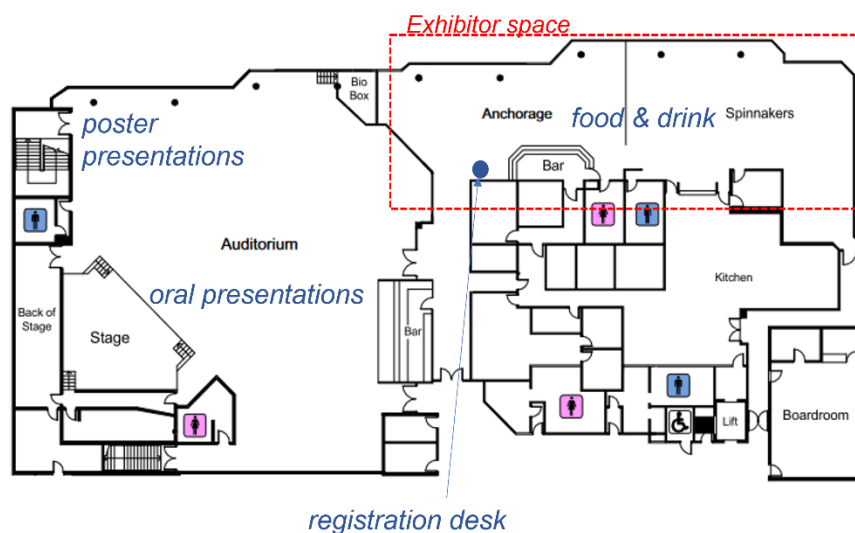 Exhibitor space
Bio
Box
poster
presentations
Anchorage
food & drink
Spinnakers
Bar
Auditorium
oral presentations
Kitchen
Back of
Stage
Stage
Bar
Lift
Boardroom
registration desk